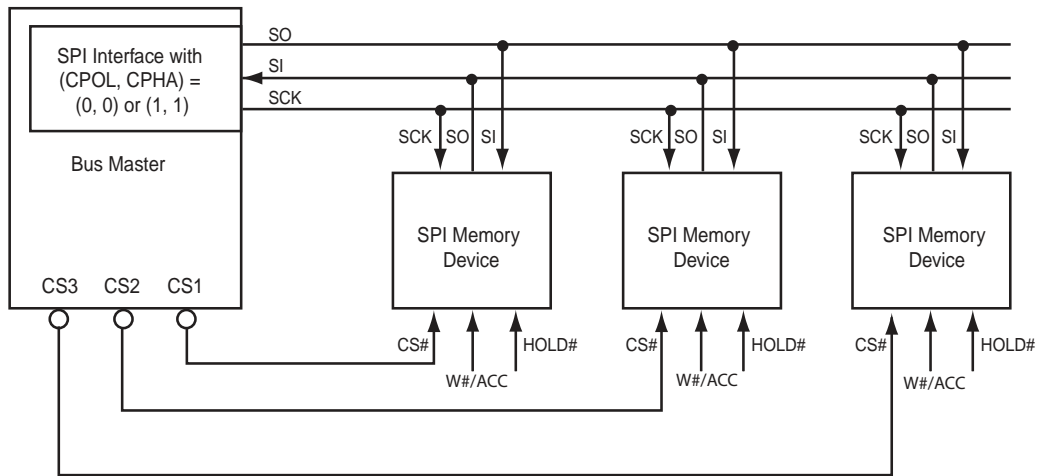 SO
SPI Interface with
(CPOL, CPHA) =
(0, 0) or (1, 1)
SI
SCK
Bus Master
SCK SO SI
SCK SO SI
SCK SO SI
SPI Memory
Device
SPI Memory
Device
SPI Memory
Device
CS3 CS2 CS1
CS#
W#/ACC
HOLD#
CS#
W#/ACC
HOLD#
CS#
W#/ACC
HOLD#